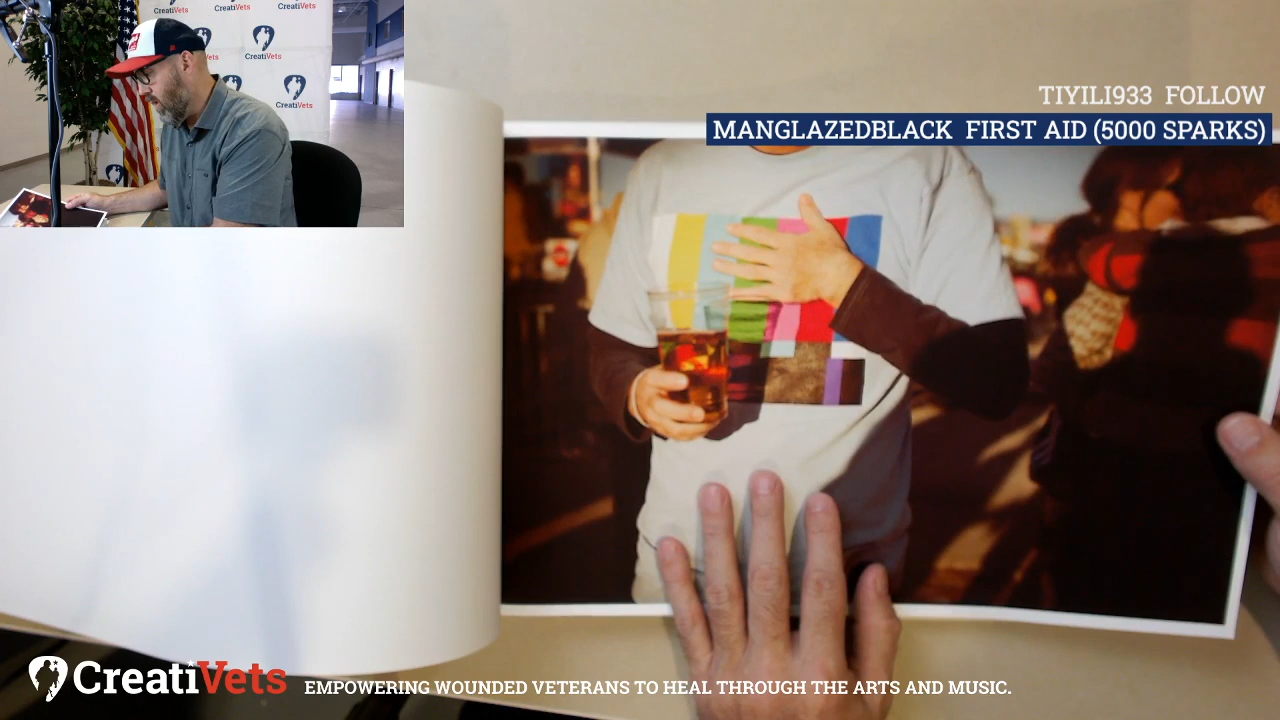 CreatiVets
CreatiVets
CreatiVets
CreatiVets
CreatiVets
TIYILI933 FOLLOW
MANGLAZEDBLACK FIRST AID (5000 SPARKS)
CreatiVets
EMPOWERING WOUNDED VETERANS TO HEAL THROUGH THE ARTS AND MUSIC.